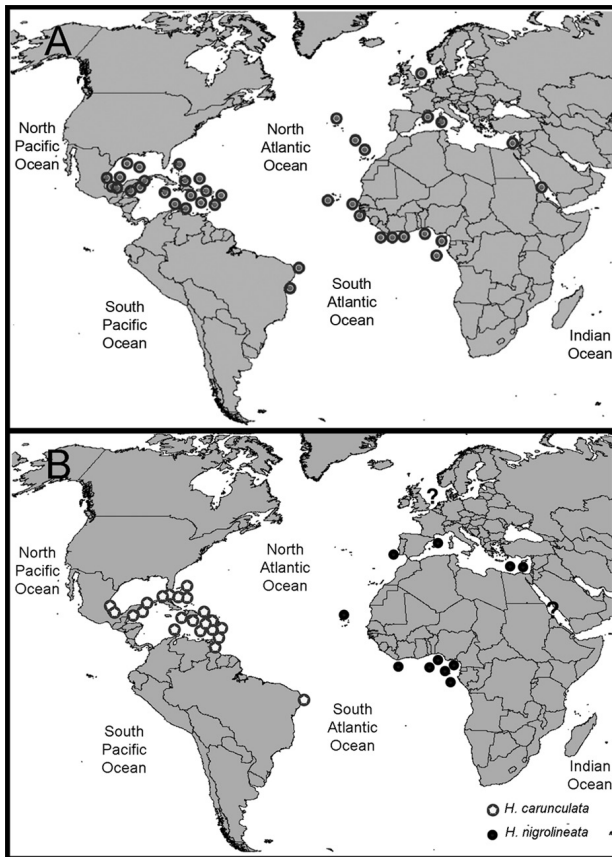 A
North
Pacific
Ocean
North
Atlantic
Ocean
South
Pacific
Ocean
South
Atlantic
Ocean
Indian
Ocean
B
?
North
Pacific
Ocean
North
Atlantic
Ocean
?
South
Pacific
Ocean
South
Atlantic
Ocean
Indian
Ocean
H. carunculata
H. nigrolineata